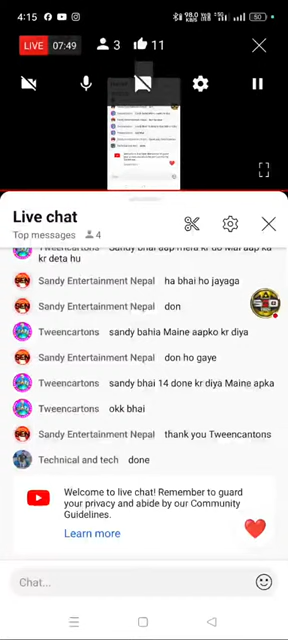 4:15
98.0
50
LIVE 07:49 3 11
Live chat
Top messages 4
Tweencartons Sandy bhai aap mera kr do Mai aap ka
kr deta hu
Sandy Entertainment Nepal ha bhai ho jayaga
Sandy Entertainment Nepal don
Tweencartons sandy bahia Maine aapko kr diya
Sandy Entertainment Nepal don ho gaye
Tweencartons sandy bhai 14 done kr diya Maine apka
Tweencartons okk bhai
Sandy Entertainment Nepal thank you Tweencartons
Technical and tech done
Welcome to live chat! Remember to guard
your privacy and abide by our Community
Guidelines.
Learn more
Chat...